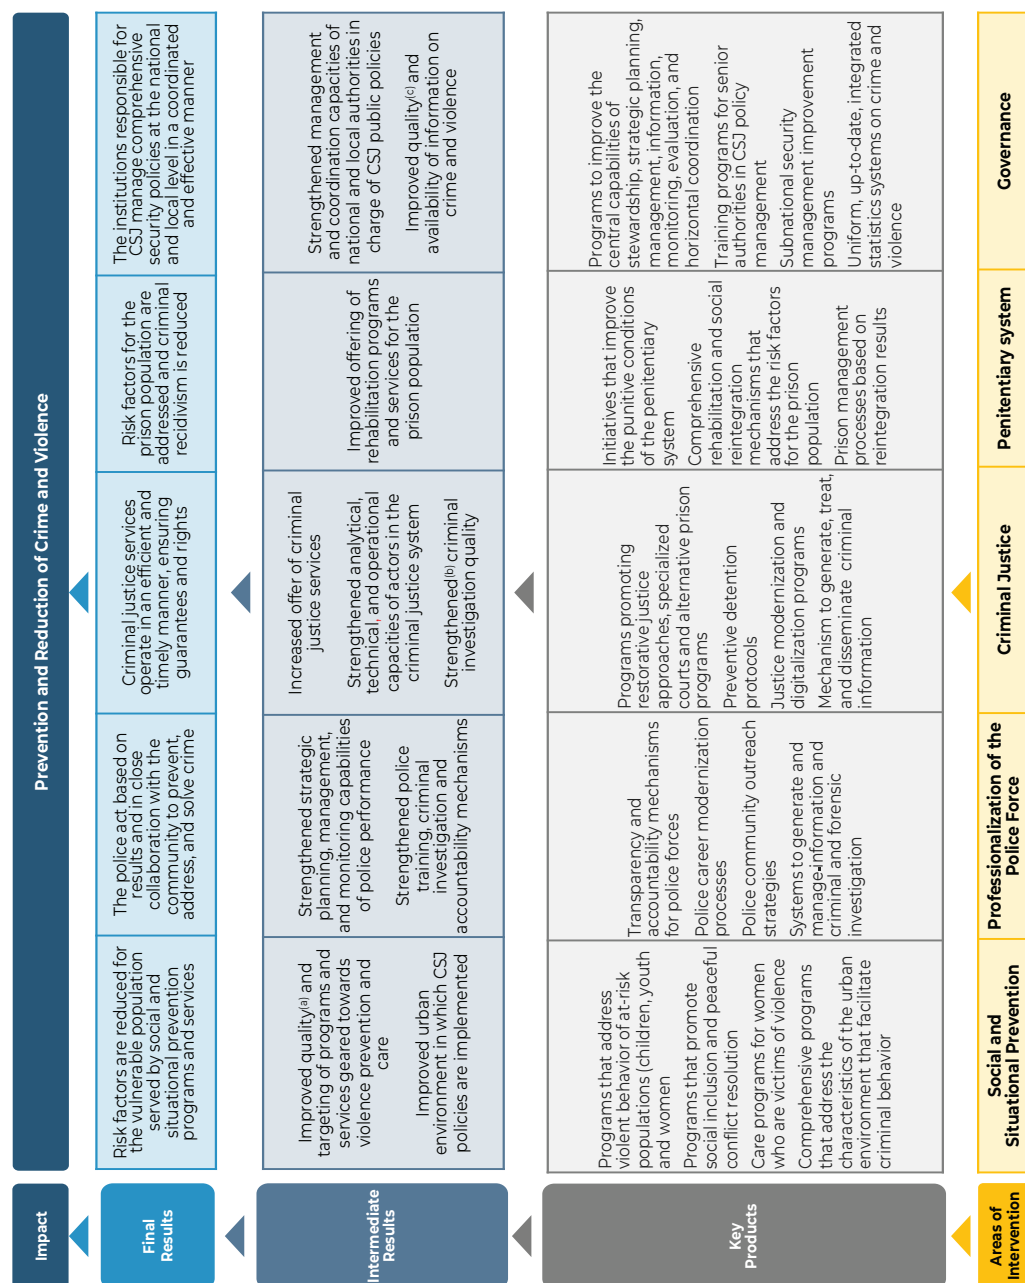 Impact
Prevention and Reduction of Crime and Violence
Final
Results
Risk factors are reduced for
the vulnerable population
served by social and
situational prevention
programs and services
The police act based on
results and in close
collaboration with the
community to prevent,
address, and solve crime
Criminal justice services
operate in an efficient and
timely manner, ensuring
guarantees and rights
Risk factors for the
prison population are
addressed and criminal
recidivism is reduced
The institutions responsible for
CSJ manage comprehensive
security policies at the national
and local level in a coordinated
and effective manner
Intermediate
Results
Improved quality(a) and
targeting of programs and
services geared towards
violence prevention and
care
Improved urban
environment in which CSJ
policies are implemented
Strengthened strategic
planning, management,
and monitoring capabilities
of police performance
Strengthened police
training, criminal
investigation and
accountability mechanisms
Increased offer of criminal
justice services
Strengthened analytical,
technical, and operational
capacities of actors in the
criminal justice system
Strengthened(b) criminal
investigation quality
Improved offering of
rehabilitation programs
and services for the
prison population
Strengthened management
and coordination capacities of
national and local authorities in
charge of CSJ public policies
Improved quality(c) and
availability of information on
crime and violence
Key
Products
Programs that address
violent behavior of at-risk
populations (children, youth
and women
Programs that promote
social inclusion and peaceful
conflict resolution
Care programs for women
who are victims of violence
Comprehensive programs
that address the
characteristics of the urban
environment that facilitate
criminal behavior
Transparency and
accountability mechanisms
for police forces
Police career modernization
processes
Police community outreach
strategies
Systems to generate and
manage-information and
criminal and forensic
investigation
Programs promoting
restorative justice
approaches, specialized
courts and alternative prison
programs
Preventive detention
protocols
Justice modernization and
digitalization programs
Mechanism to generate, treat,
and disseminate criminal
information
Initiatives that improve
the punitive conditions
of the penitentiary
system
Comprehensive
rehabilitation and social
reintegration
mechanisms that
address the risk factors
for the prison
population
Prison management
processes based on
reintegration results
Programs to improve the
central capabilities of
stewardship, strategic planning,
management, information,
monitoring, evaluation, and
horizontal coordination
Training programs for senior
authorities in CSJ policy
management
Subnational security
management improvement
programs
Uniform, up-to-date, integrated
statistics systems on crime and
violence
Areas of
Intervention
Social and
Situational Prevention
Professionalization of the
Police Force
Criminal Justice
Penitentiary system
Governance